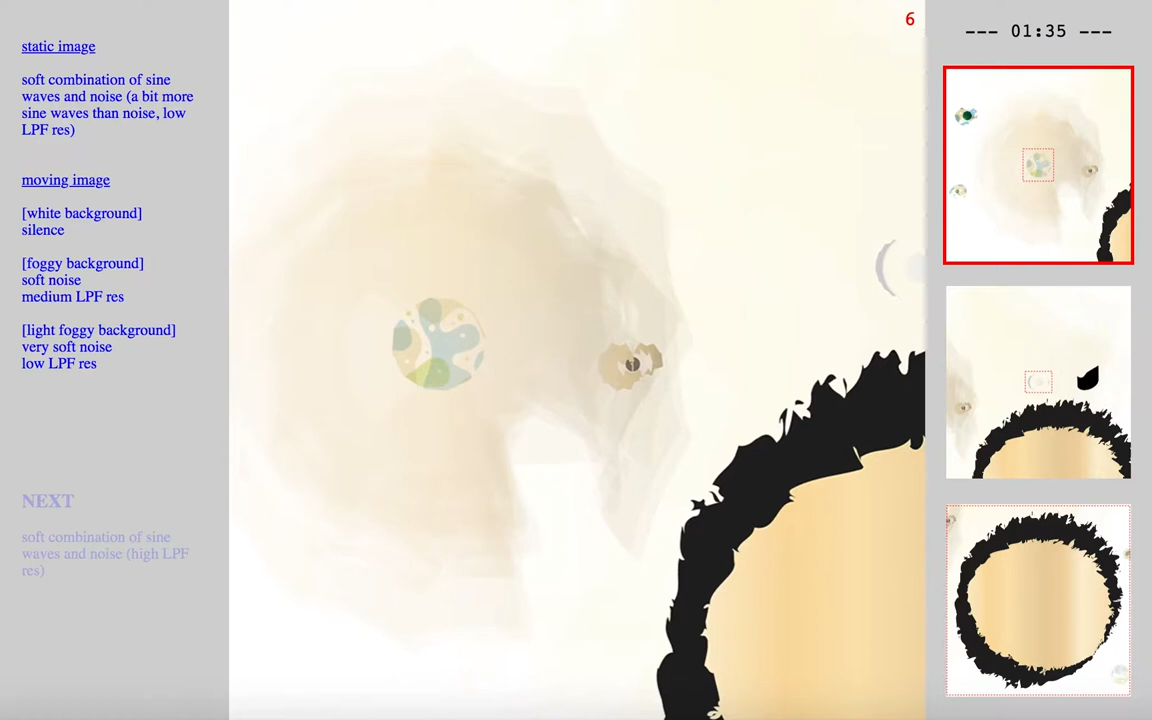 static image
soft combination of sine
waves and noise (a bit more
sine waves than noise, low
LPF res)
moving image
[white background]
silence
[foggy background]
soft noise
medium LPF res
[light foggy background]
very soft noise
low LPF res
NEXT
soft combination of sine
waves and noise (high LPF
res)
6
--- 01:35 ---